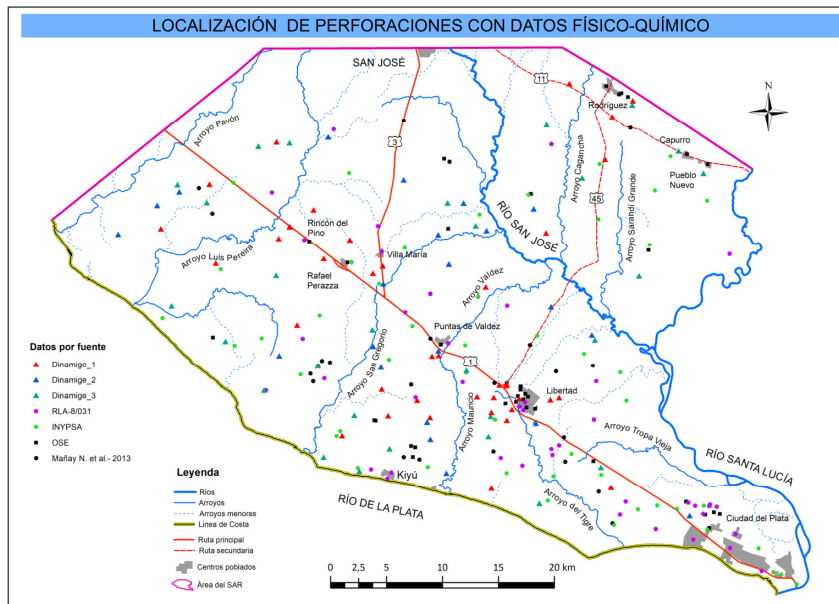 LOCALIZACIÓN DE PERFORACIONES CON DATOS FÍSICO-QUÍMICO
SAN JOSÉ
11
Rodríguez
N
Arroyo Pavón
3
Arroyo Cagancha
Capurro
Pueblo
Nuevo
45
Arroyo Sarahdí Grande
RÍO SAN JOSÉ
Rincón del
Pino
Arroyo Luis Pereira
Villa María
Rafael
Perazza
Arroyo Valdez
Puntas de Valdez
Arroyo San Gregorio
1
Libertad
Arroyo Mauricio
Arroyo Tropa Vieja
RÍO SANTA LUCÍA
Kiyú
Arroyo del Tigre
RÍO DE LA PLATA
Ciudad del Plata
Datos por fuente
Dinamige_1
Dinamige_2
Dinamige_3
RLA-8/031
INYPSA
OSE
Mañay N. et al.- 2013
Leyenda
Ríos
Arroyos
Arroyos menores
Linea de Costa
Ruta principal
Ruta secundaria
Centros poblados
Área del SAR
0 2,5 5 10 15 20 km